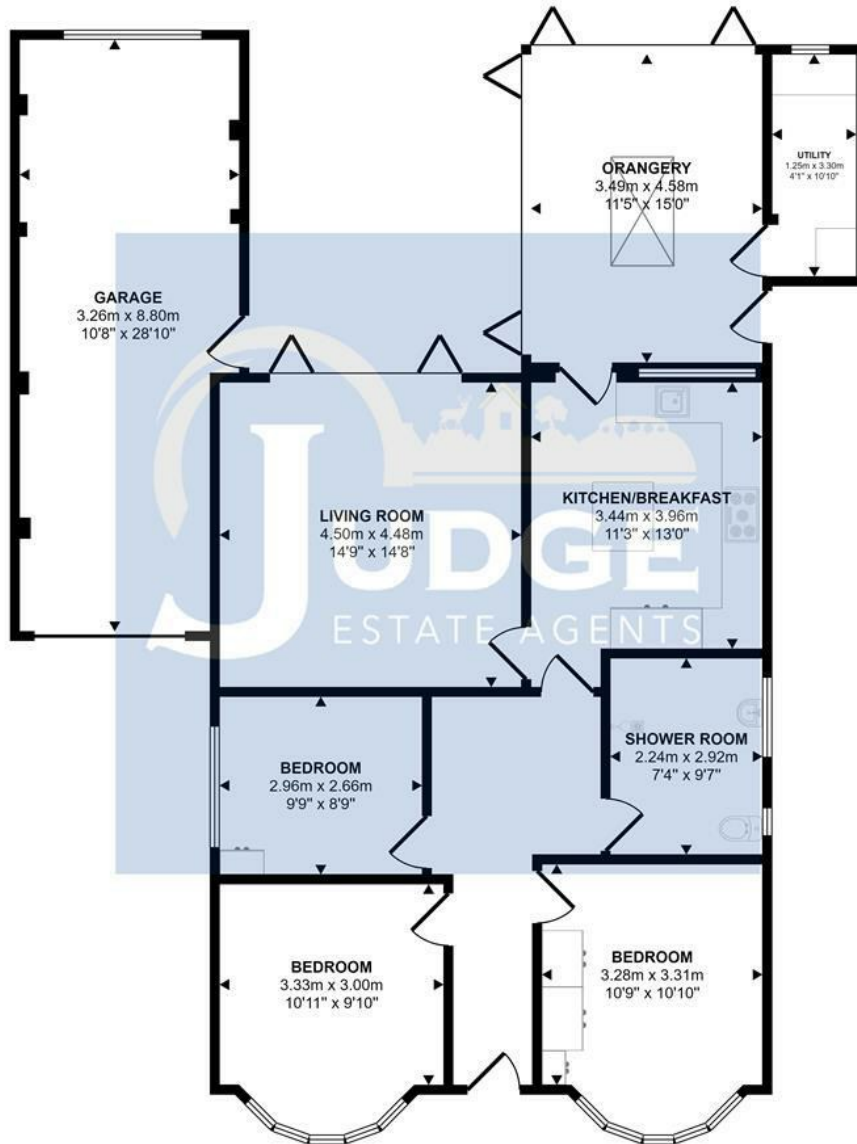 ORANGERY
3.49m x 4.58m
11'5" x 15'0"
UTILITY
1.25m x 3.30m
4'1" x 10'10"
GARAGE
3.26m x 8.80m
10'8" x 28'10"
LIVING ROOM
4.50m x 4.48m
14'9" x 14'8"
KITCHEN/BREAKFAST
3.44m x 3.96m
11'3" x 13'0"
JUDGE
ESTATE AGENTS
BEDROOM
2.96m x 2.66m
9'9" x 8'9"
SHOWER ROOM
2.24m x 2.92m
7'4" x 9'7"
BEDROOM
3.33m x 3.00m
10'11" x 9'10"
BEDROOM
3.28m x 3.31m
10'9" x 10'10"